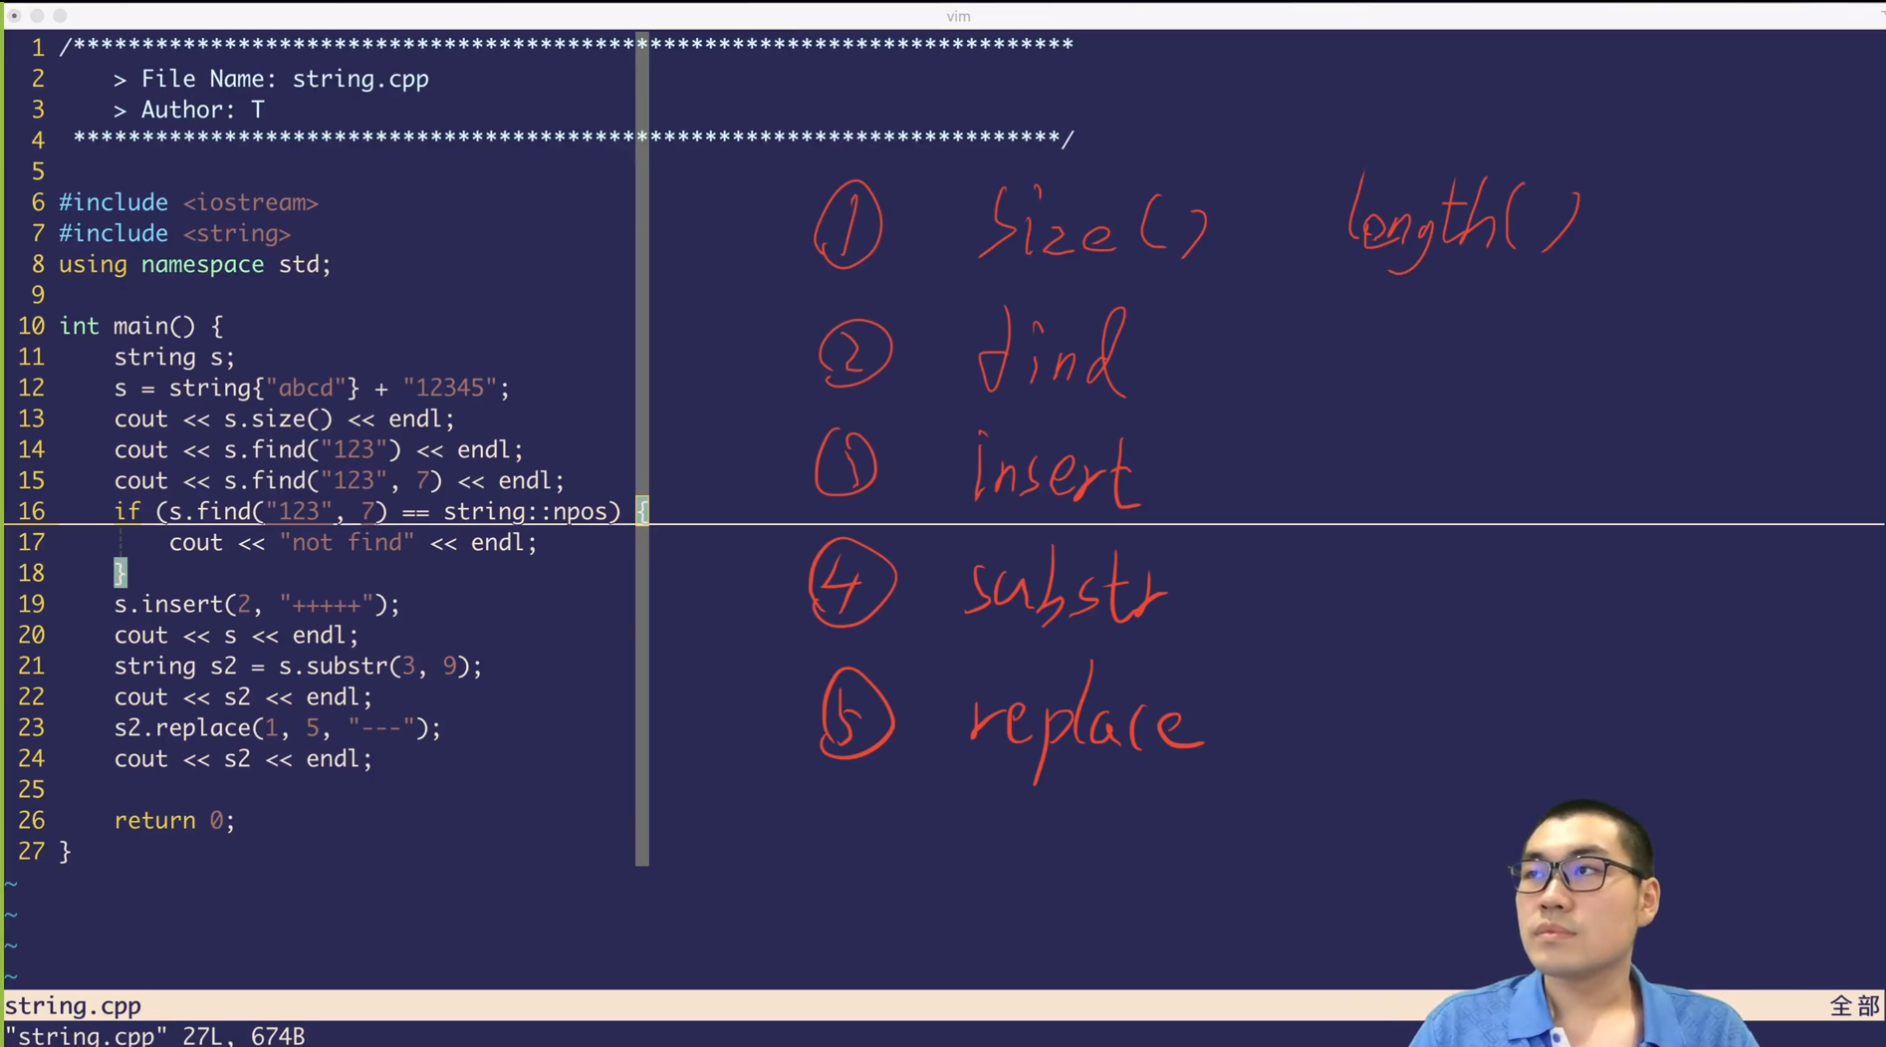 vim
1 /*************************************************************************
2     > File Name: string.cpp
3     > Author: T
4  ************************************************************************/
5
6 #include <iostream>
7 #include <string>
8 using namespace std;
9
10 int main() {
11     string s;
12     s = string{"abcd"} + "12345";
13     cout << s.size() << endl;
14     cout << s.find("123") << endl;
15     cout << s.find("123", 7) << endl;
16     if (s.find("123", 7) == string::npos) {
17         cout << "not find" << endl;
18     }
19     s.insert(2, "+++++");
20     cout << s << endl;
21     string s2 = s.substr(3, 9);
22     cout << s2 << endl;
23     s2.replace(1, 5, "---");
24     cout << s2 << endl;
25
26     return 0;
27 }
~
~
~
~
① size() length()
② find
③ insert
④ substr
⑤ replace
string.cpp 全部
"string.cpp" 27L, 674B